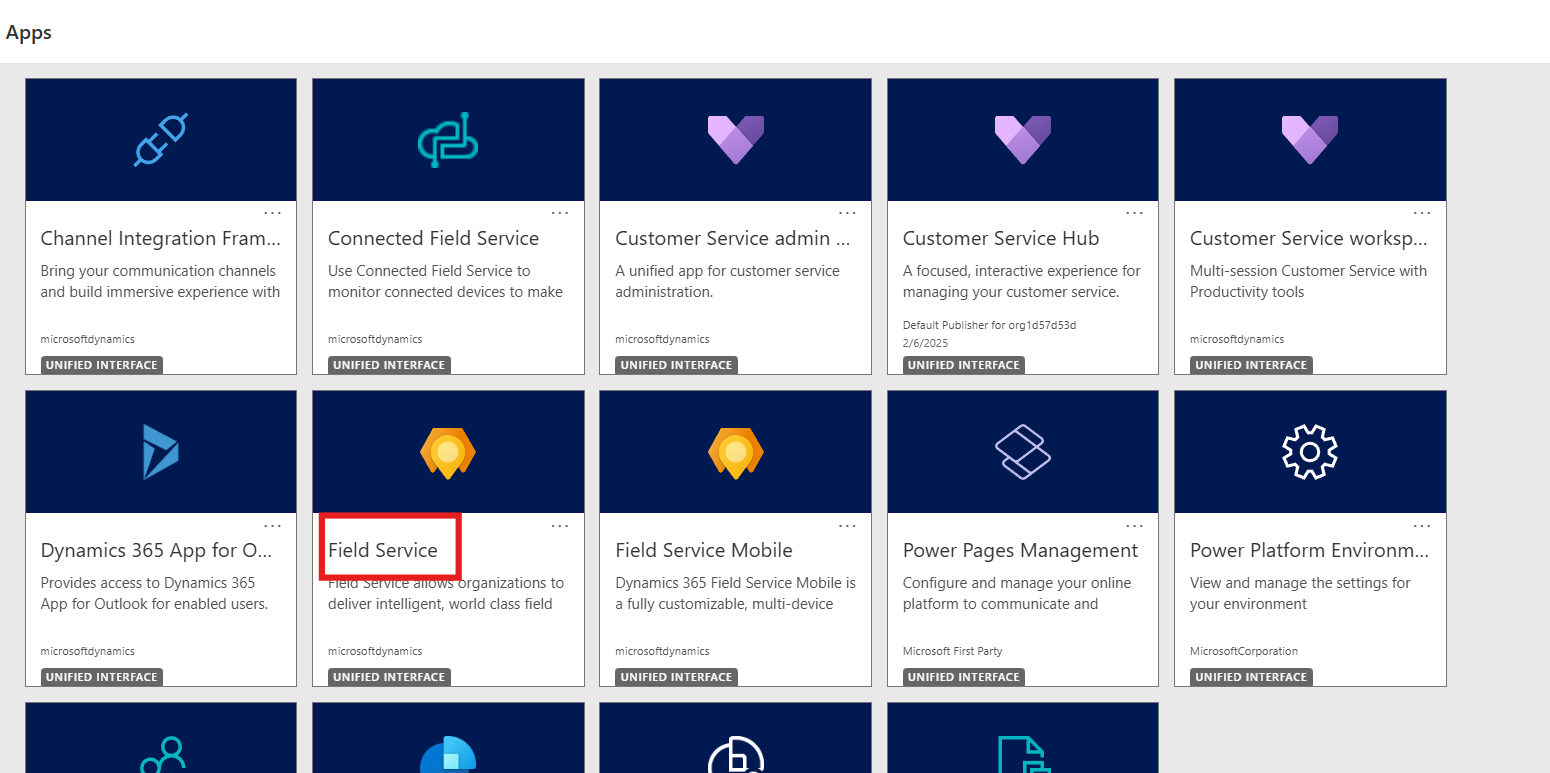 Apps
...
Channel Integration Fram...
Bring your communication channels
and build immersive experience with
microsoftdynamics
UNIFIED INTERFACE
...
Connected Field Service
Use Connected Field Service to
monitor connected devices to make
microsoftdynamics
UNIFIED INTERFACE
...
Customer Service admin ...
A unified app for customer service
administration.
microsoftdynamics
UNIFIED INTERFACE
...
Customer Service Hub
A focused, interactive experience for
managing your customer service.
Default Publisher for org1d57d53d
2/6/2025
UNIFIED INTERFACE
...
Customer Service worksp...
Multi-session Customer Service with
Productivity tools
microsoftdynamics
UNIFIED INTERFACE
...
Dynamics 365 App for O...
Provides access to Dynamics 365
App for Outlook for enabled users.
microsoftdynamics
UNIFIED INTERFACE
...
Field Service
Field Service allows organizations to
deliver intelligent, world class field
microsoftdynamics
UNIFIED INTERFACE
...
Field Service Mobile
Dynamics 365 Field Service Mobile is
a fully customizable, multi-device
microsoftdynamics
UNIFIED INTERFACE
...
Power Pages Management
Configure and manage your online
platform to communicate and
Microsoft First Party
UNIFIED INTERFACE
...
Power Platform Environm...
View and manage the settings for
your environment
MicrosoftCorporation
UNIFIED INTERFACE